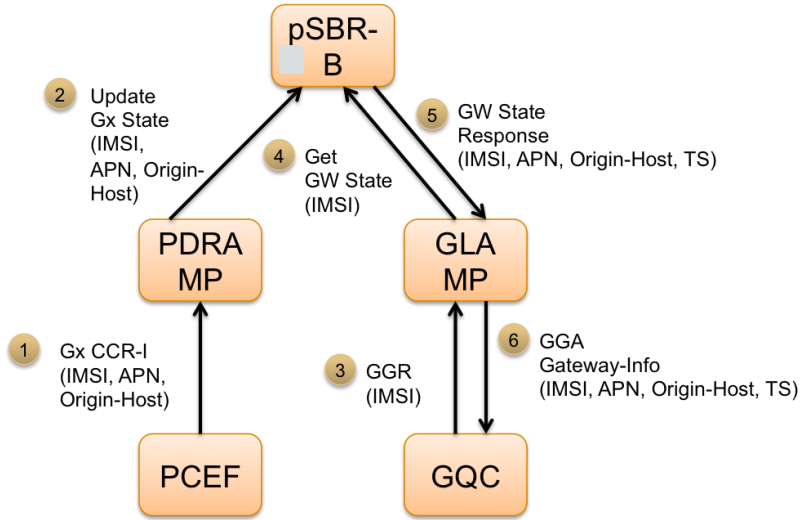 pSBR-
B
2
Update
Gx State
(IMSI,
APN, Origin-
Host)
4
Get
GW State
(IMSI)
5
GW State
Response
(IMSI, APN, Origin-Host, TS)
PDRA
MP
GLA
MP
1
Gx CCR-I
(IMSI, APN,
Origin-Host)
3
GGR
(IMSI)
6
GGA
Gateway-Info
(IMSI, APN, Origin-Host, TS)
PCEF
GQC